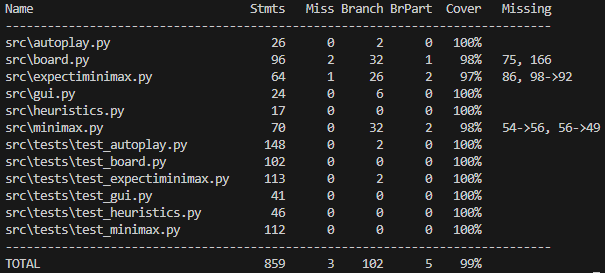 Name                            Stmts   Miss Branch BrPart  Cover   Missing
---------------------------------------------------------------------------
src\autoplay.py                    26      0      2      0   100%
src\board.py                       96      2     32      1    98%   75, 166
src\expectiminimax.py              64      1     26      2    97%   86, 98->92
src\gui.py                         24      0      6      0   100%
src\heuristics.py                  17      0      0      0   100%
src\minimax.py                     70      0     32      2    98%   54->56, 56->49
src\tests\test_autoplay.py        148      0      2      0   100%
src\tests\test_board.py           102      0      0      0   100%
src\tests\test_expectiminimax.py  113      0      2      0   100%
src\tests\test_gui.py              41      0      0      0   100%
src\tests\test_heuristics.py       46      0      0      0   100%
src\tests\test_minimax.py         112      0      0      0   100%
---------------------------------------------------------------------------
TOTAL                             859      3    102      5    99%